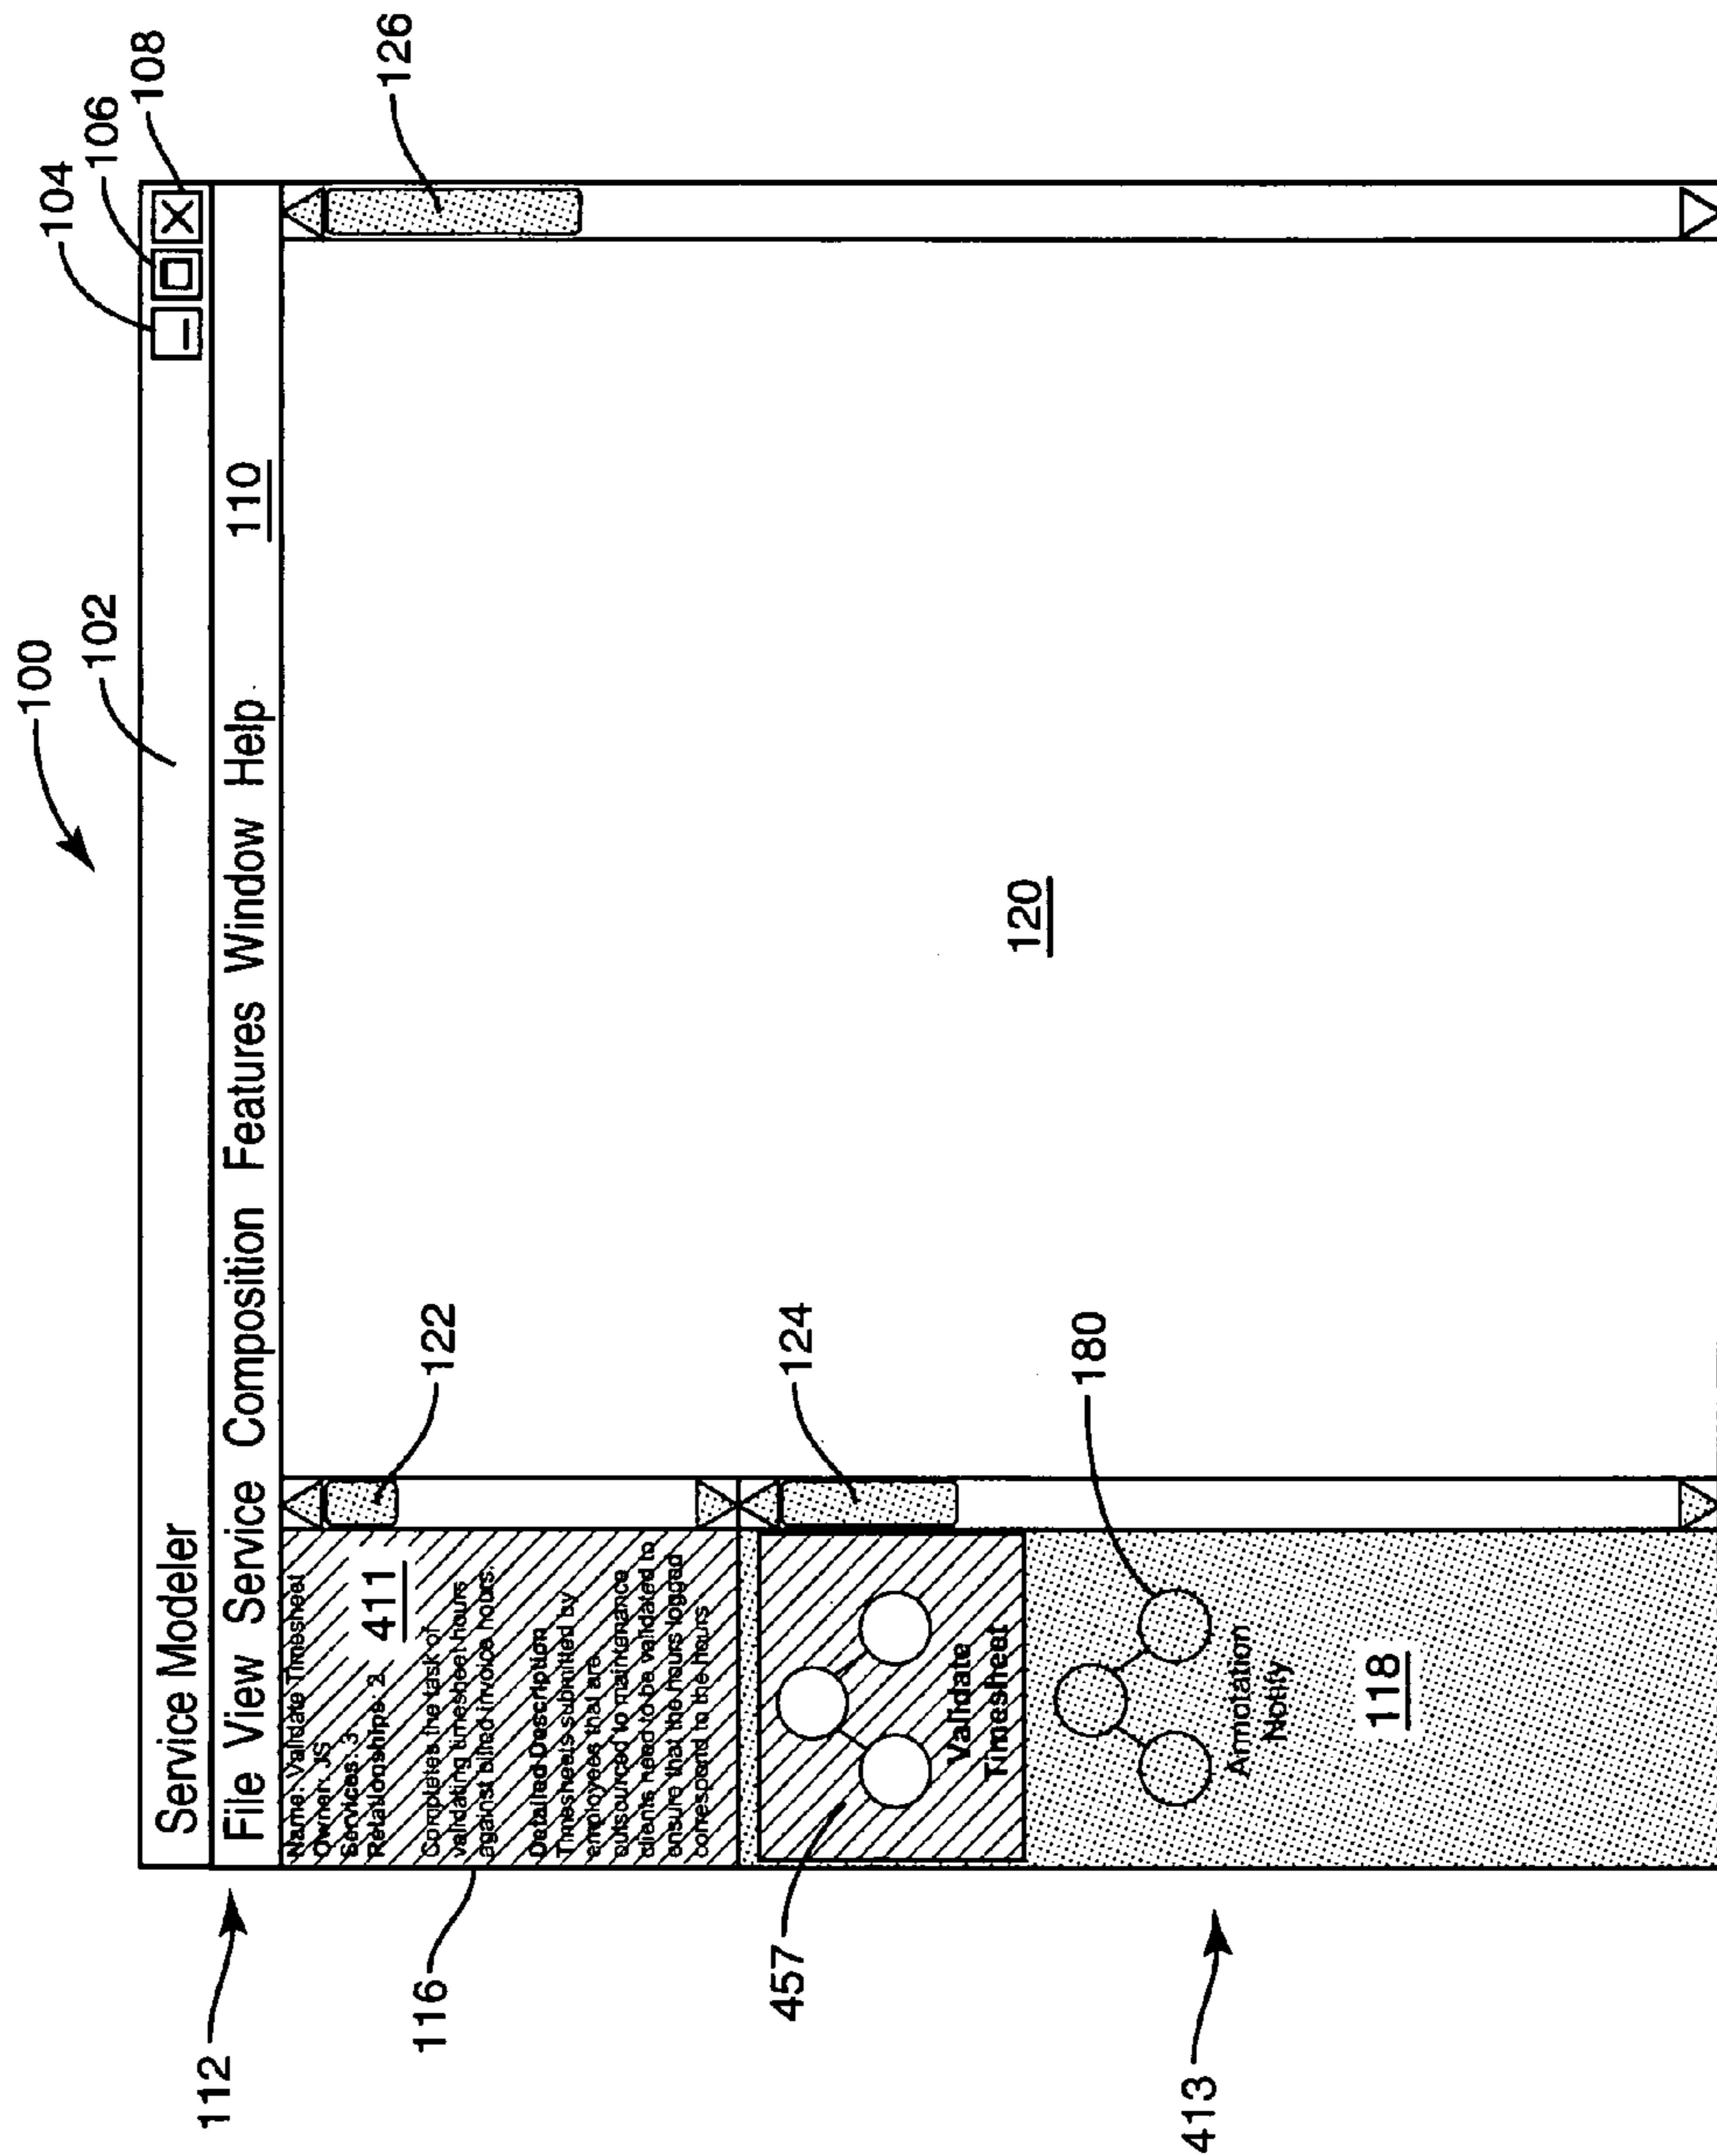 100
102
104
106
108
Service Modeler
112
File View Service Composition Features Window Help 110
116
Name: Validate Timesheet
Owner: JS
Services: 3
Relationships: 2
411
Completes the task of
validating timesheet hours
against billed invoice hours.
Detailed Description
Timesheets submitted by
employees that are
outsourced to maintenance
clients need to be validated to
ensure that the hours logged
correspond to the hours
122
126
120
457
Validate
Timesheet
124
180
Annotation
Notify
118
413